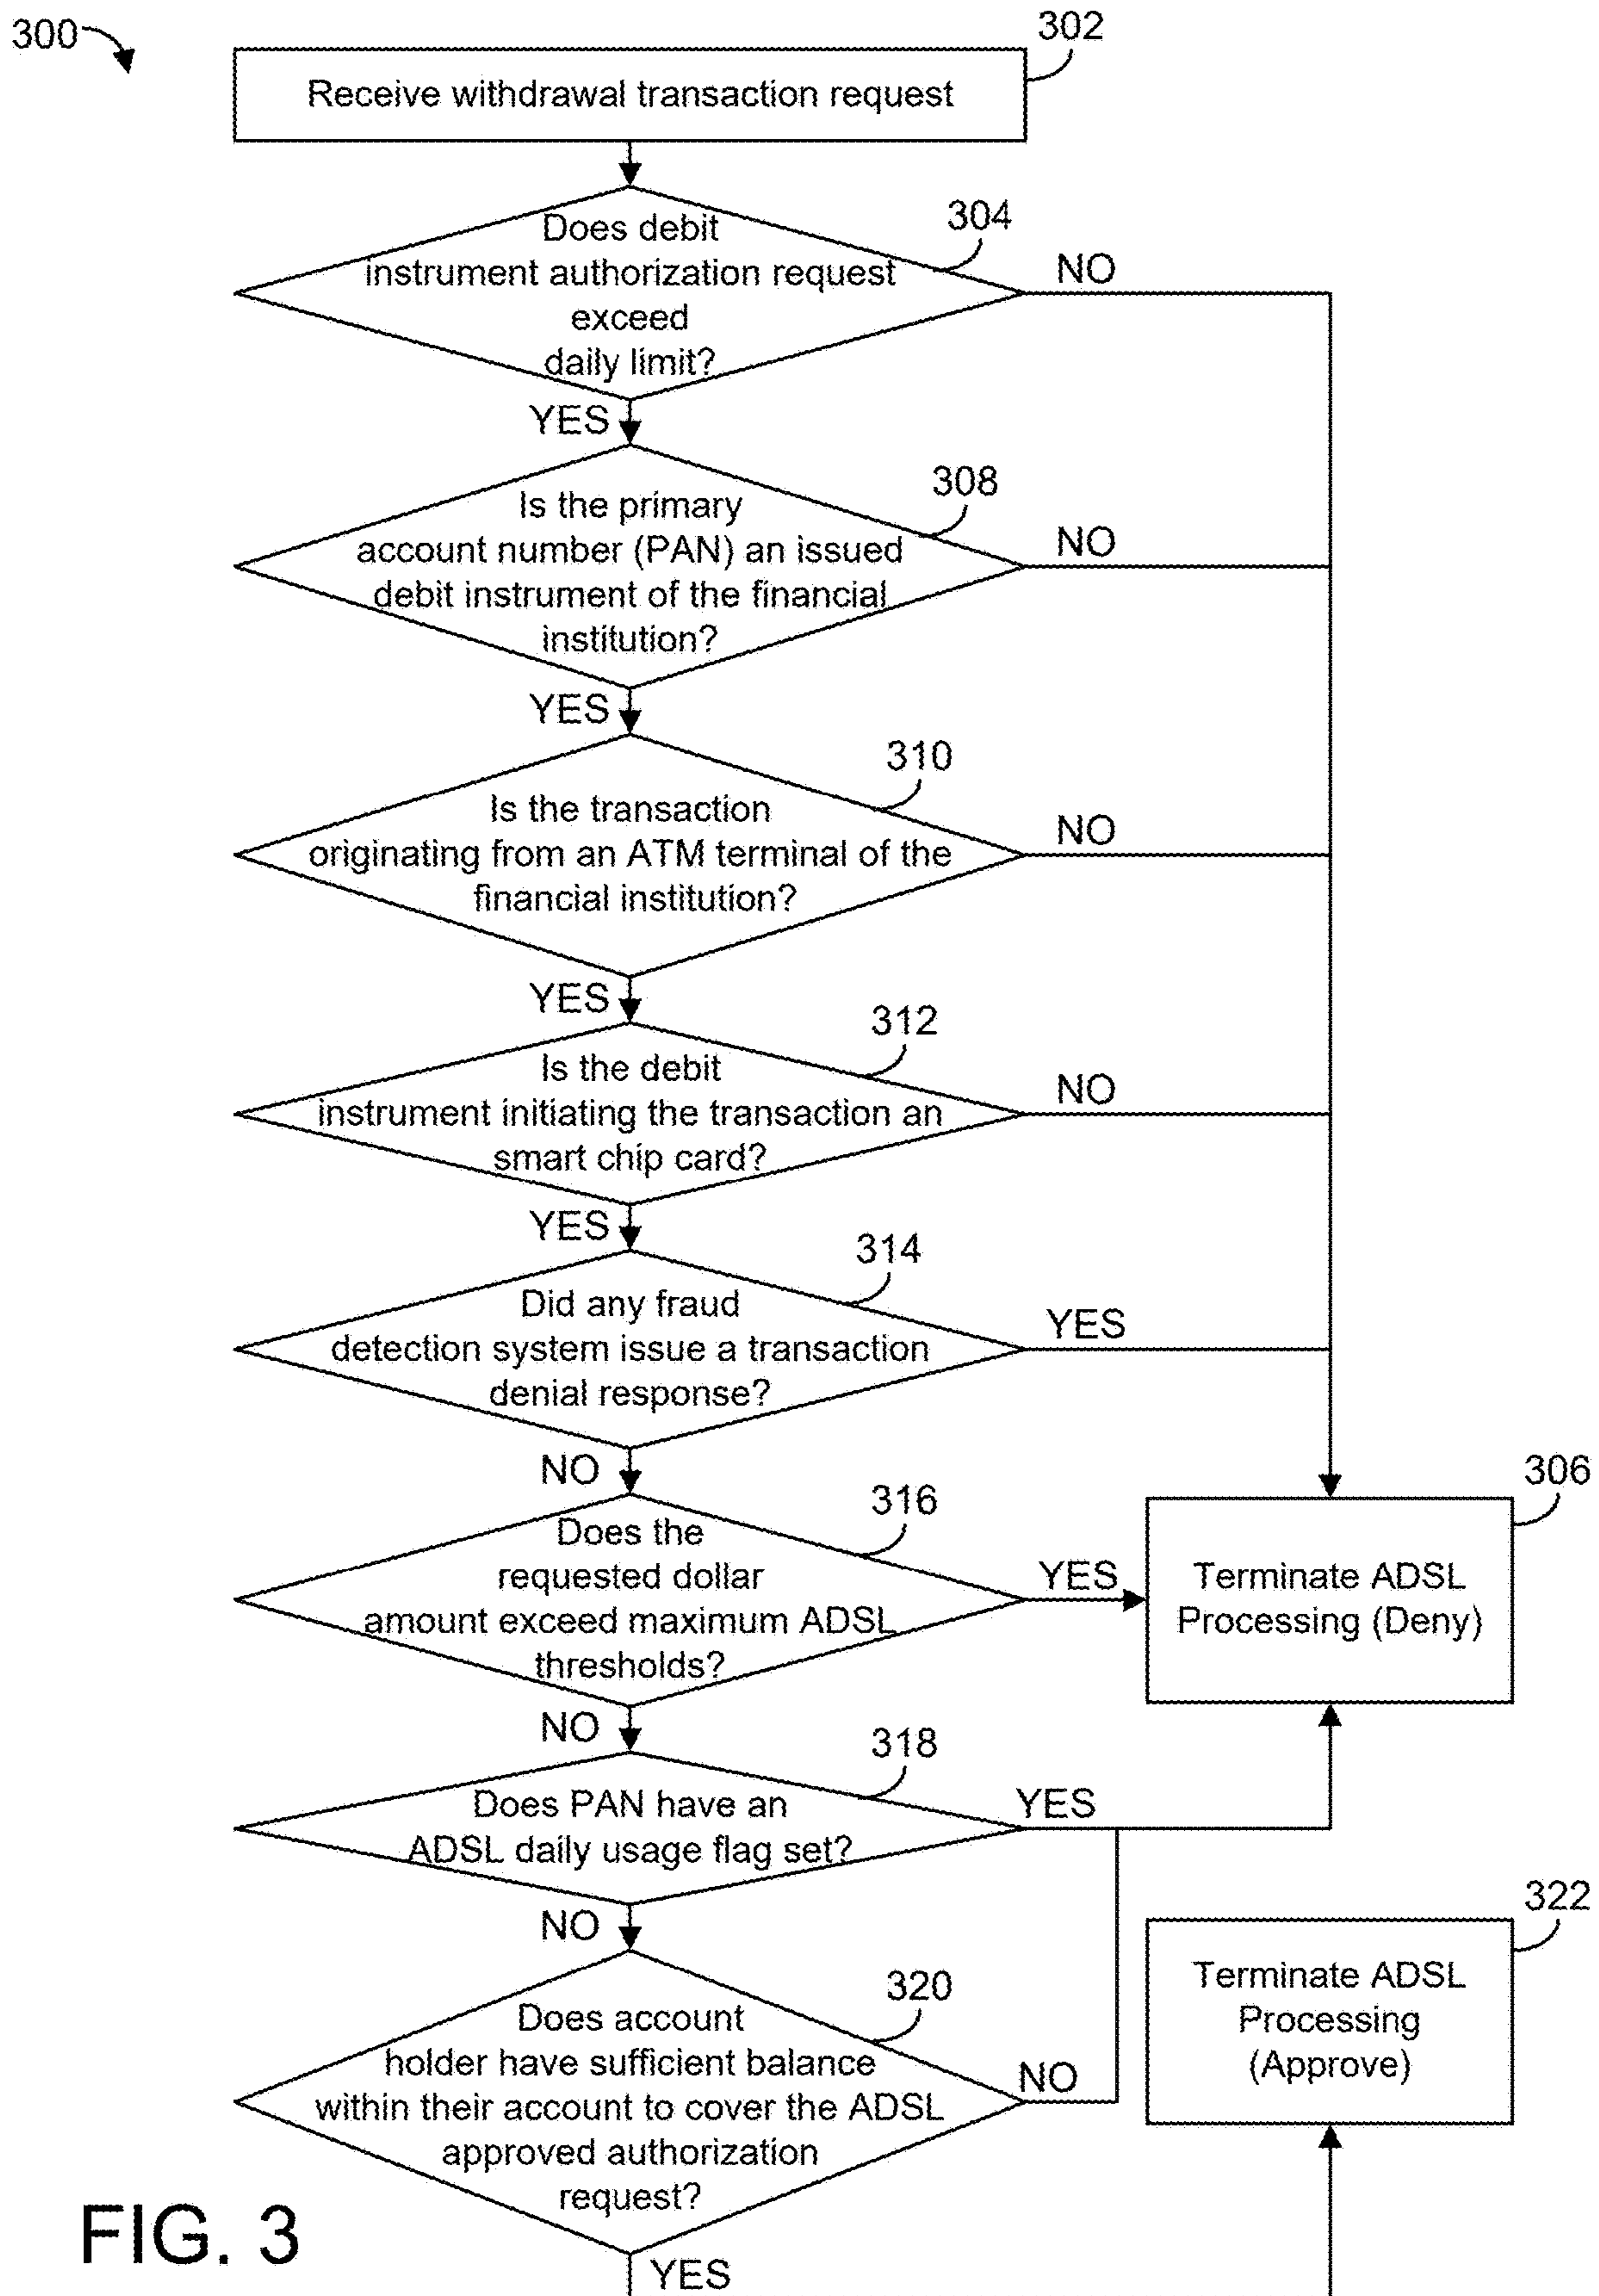 300
302
Receive withdrawal transaction request
304
Does debit
instrument authorization request
exceed
daily limit?
NO
YES
308
Is the primary
account number (PAN) an issued
debit instrument of the financial
institution?
NO
YES
310
Is the transaction
originating from an ATM terminal of the
financial institution?
NO
YES
312
Is the debit
instrument initiating the transaction an
smart chip card?
NO
YES
314
Did any fraud
detection system issue a transaction
denial response?
YES
NO
316
Does the
requested dollar
amount exceed maximum ADSL
thresholds?
YES
306
Terminate ADSL
Processing (Deny)
NO
318
Does PAN have an
ADSL daily usage flag set?
YES
NO
320
Does account
holder have sufficient balance
within their account to cover the ADSL
approved authorization
request?
NO
322
Terminate ADSL
Processing
(Approve)
YES
FIG. 3